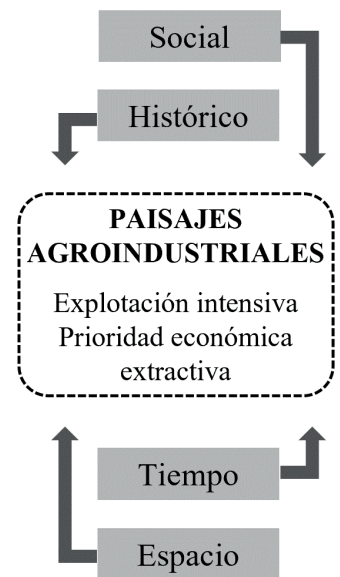 Social
Histórico
PAISAJES
AGROINDUSTRIALES
Explotación intensiva
Prioridad económica
extractiva
Tiempo
Espacio